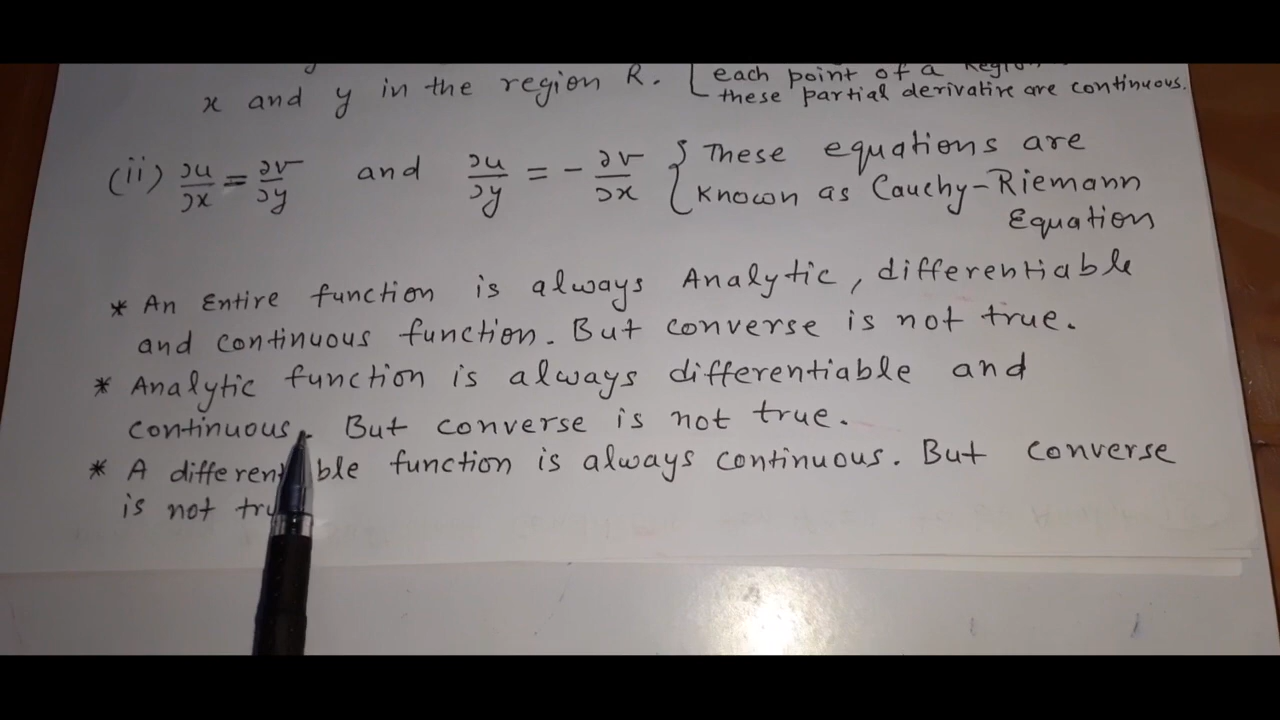 x and y in the region R. { each point of a Region
these partial derivative are continuous.
(ii) ∂u/∂x = ∂v/∂y and ∂u/∂y = - ∂v/∂x { These equations are
known as Cauchy-Riemann
Equation
* An Entire function is always Analytic, differentiable
and continuous function. But converse is not true.
* Analytic function is always differentiable and
continuous. But converse is not true.
* A differentiable function is always continuous. But converse
is not tru